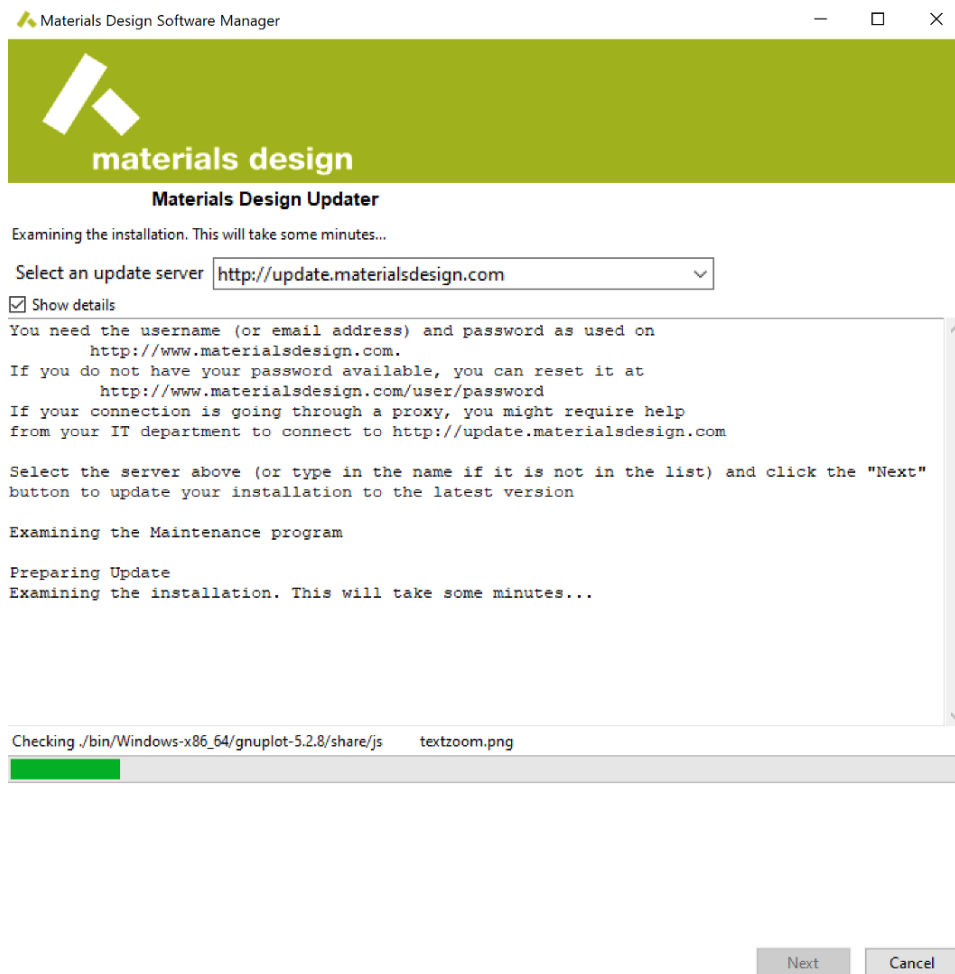 Materials Design Software Manager
materials design
Materials Design Updater
Examining the installation. This will take some minutes...
Select an update server http://update.materialsdesign.com
Show details
You need the username (or email address) and password as used on
http://www.materialsdesign.com.
If you do not have your password available, you can reset it at
http://www.materialsdesign.com/user/password
If your connection is going through a proxy, you might require help
from your IT department to connect to http://update.materialsdesign.com
Select the server above (or type in the name if it is not in the list) and click the "Next"
button to update your installation to the latest version
Examining the Maintenance program
Preparing Update
Examining the installation. This will take some minutes...
Checking ./bin/Windows-x86_64/gnuplot-5.2.8/share/js textzoom.png
Next Cancel